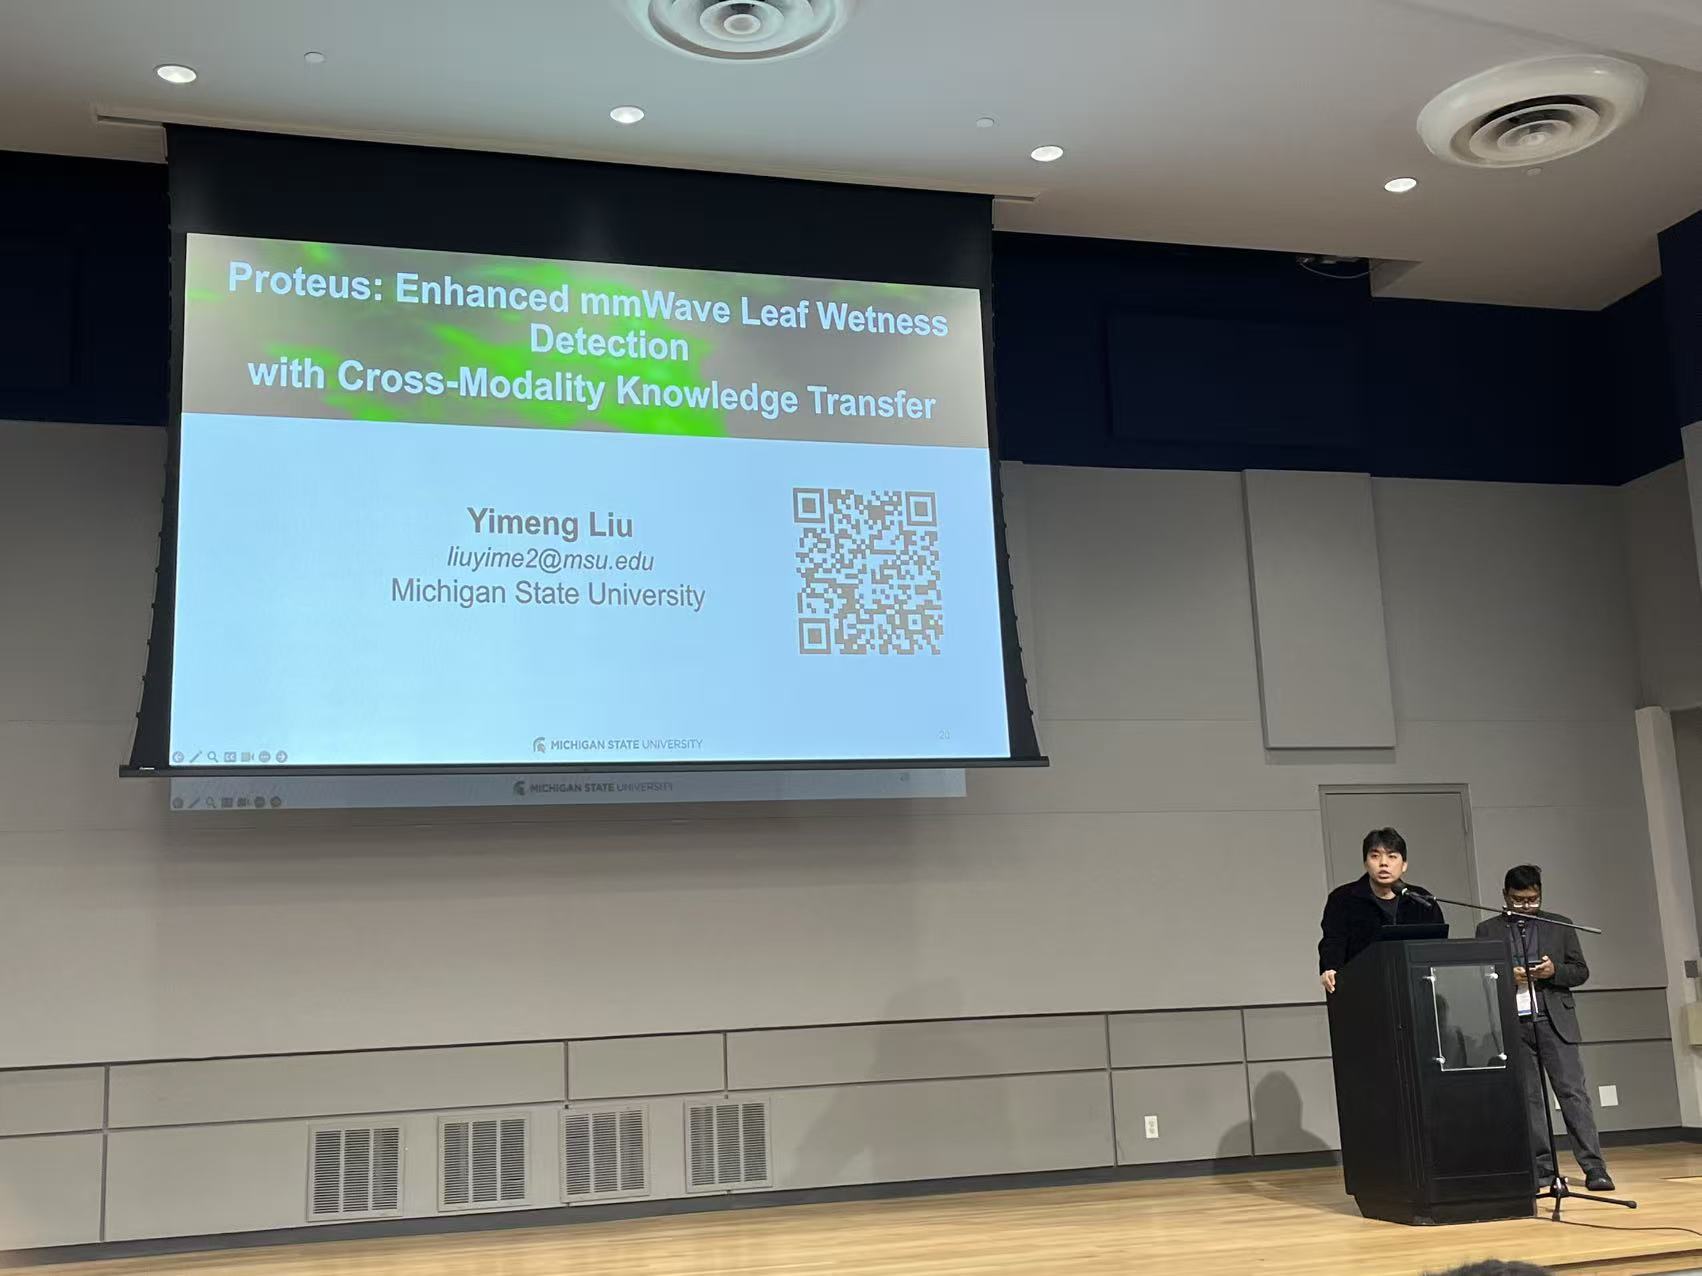 Proteus: Enhanced mmWave Leaf Wetness
Detection
with Cross-Modality Knowledge Transfer
Yimeng Liu
liuyime2@msu.edu
Michigan State University
MICHIGAN STATE UNIVERSITY
20
MICHIGAN STATE UNIVERSITY